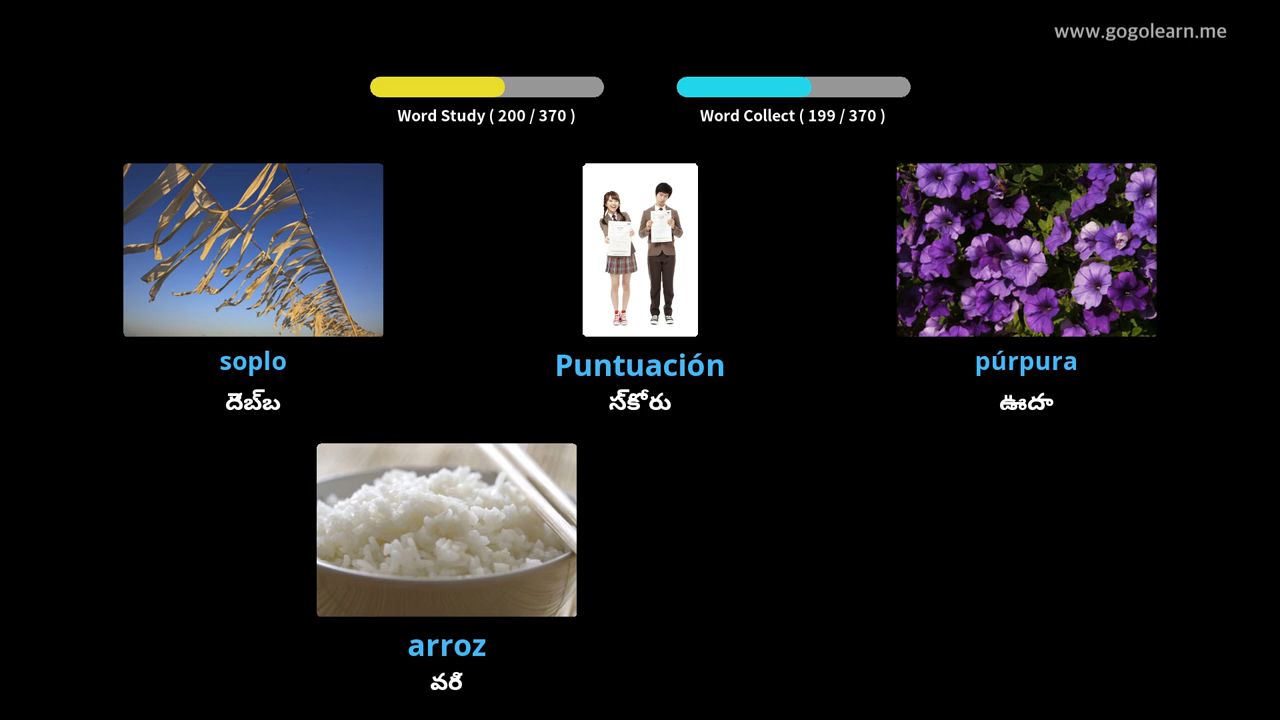 www.gogolearn.me
Word Study ( 200 / 370 )
Word Collect ( 199 / 370 )
soplo
దెబ్బ
Puntuación
స్కోరు
púrpura
ఊదా
arroz
వరి